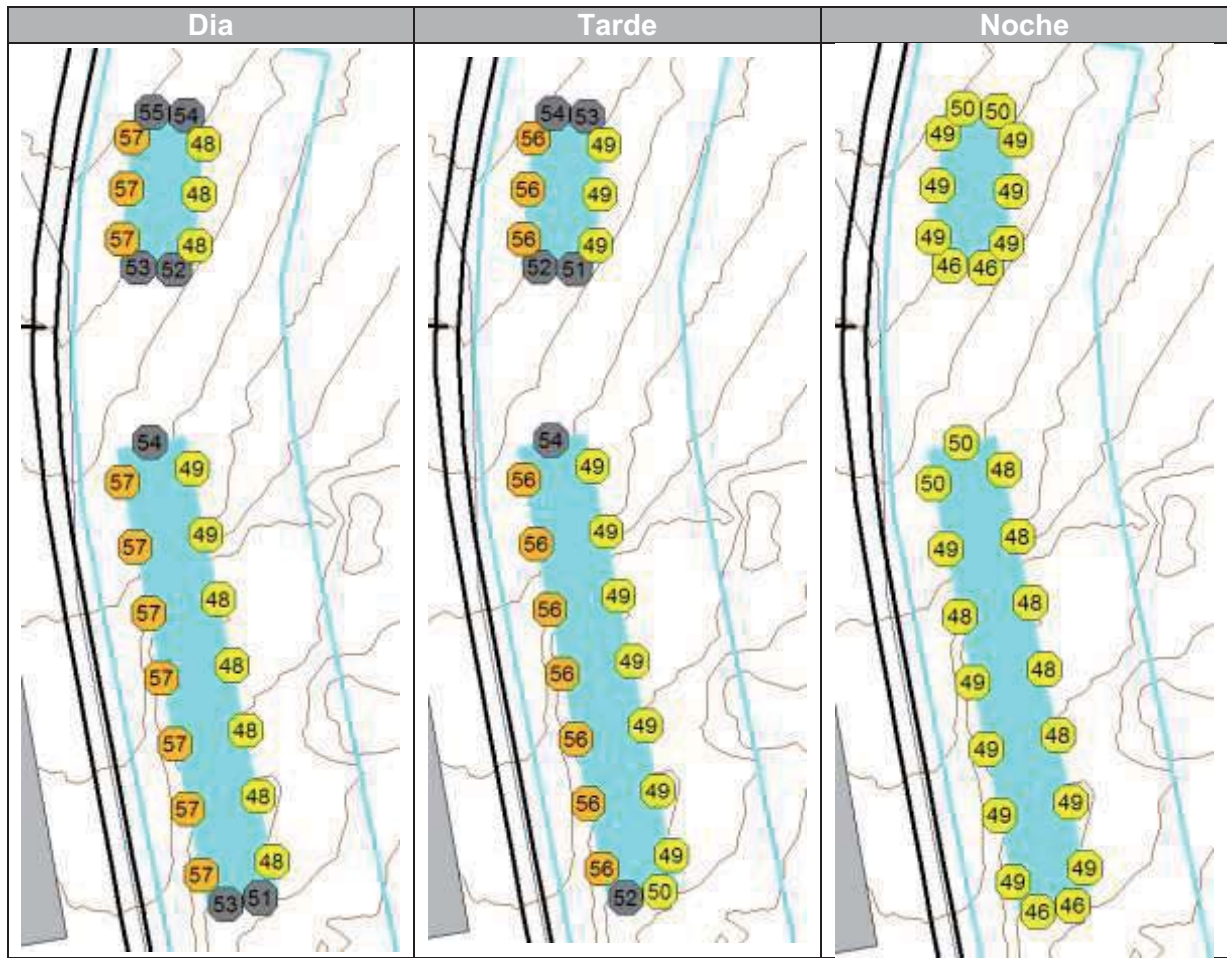 Dia Tarde Noche
55 54 54 53 50 50
57 48 56 49 49 49
57 48 56 49 49 49
57 48 56 49 49 49
53 52 52 51 46 46
54 54 50
57 49 56 49 50 48
57 49 56 49 49 48
57 48 56 49 48 48
57 48 56 49 49 48
57 48 56 49 49 48
57 48 56 49 49 49
57 48 56 49 49 49
53 51 52 50 46 46